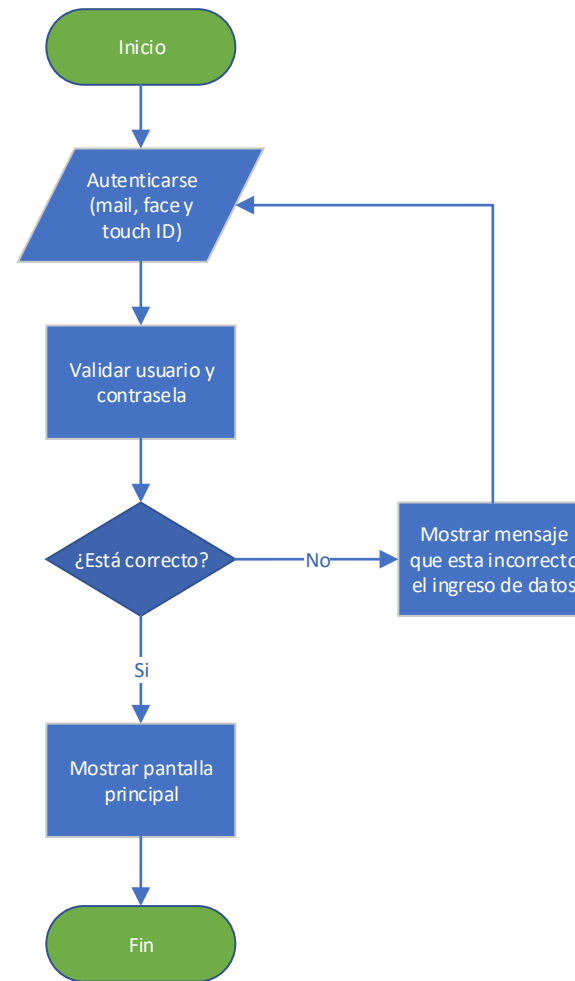 Inicio
Autenticarse
(mail, face y
touch ID)
Validar usuario y
contrasela
¿Está correcto?
No
Mostrar mensaje
que esta incorrecto
el ingreso de datos
Si
Mostrar pantalla
principal
Fin